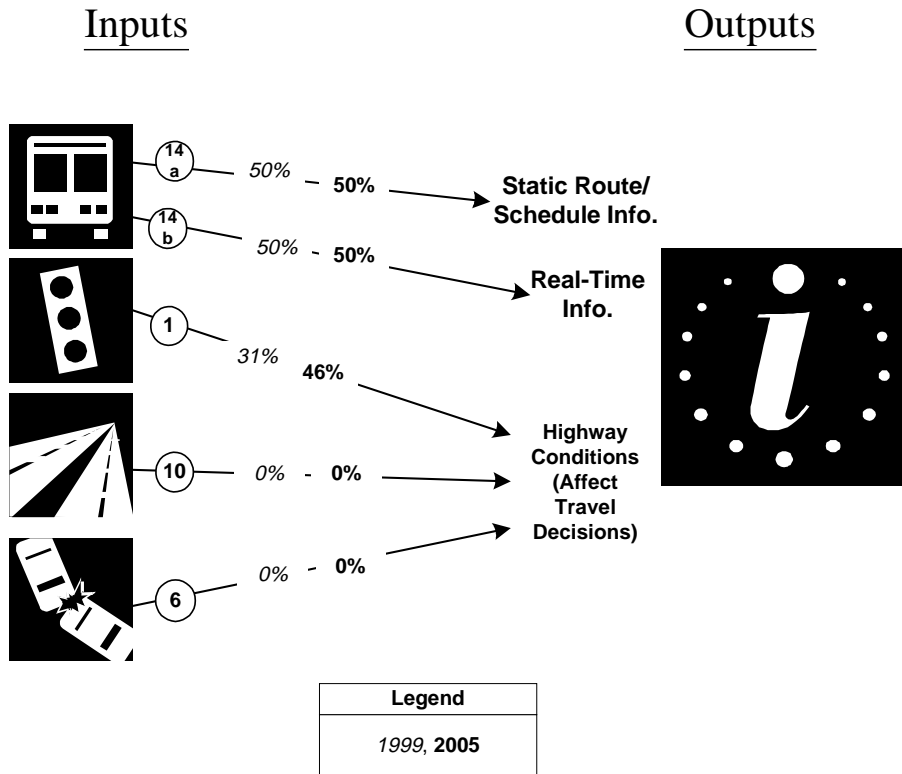 Inputs
Outputs
14
a
50%
50%
Static Route/
Schedule Info.
14
b
50%
50%
Real-Time
Info.
1
31%
46%
Highway
Conditions
(Affect
Travel
Decisions)
10
0%
0%
6
0%
0%
i
Legend
1999, 2005